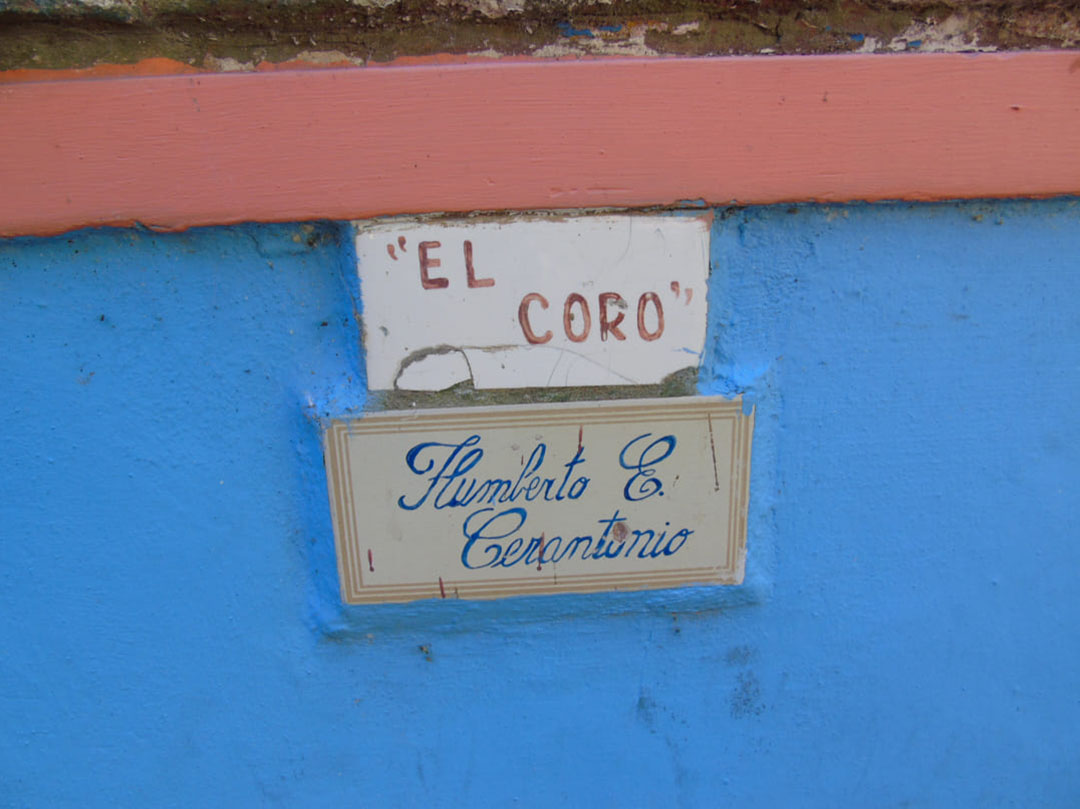 "EL
CORO"
Humberto E.
Cerantonio